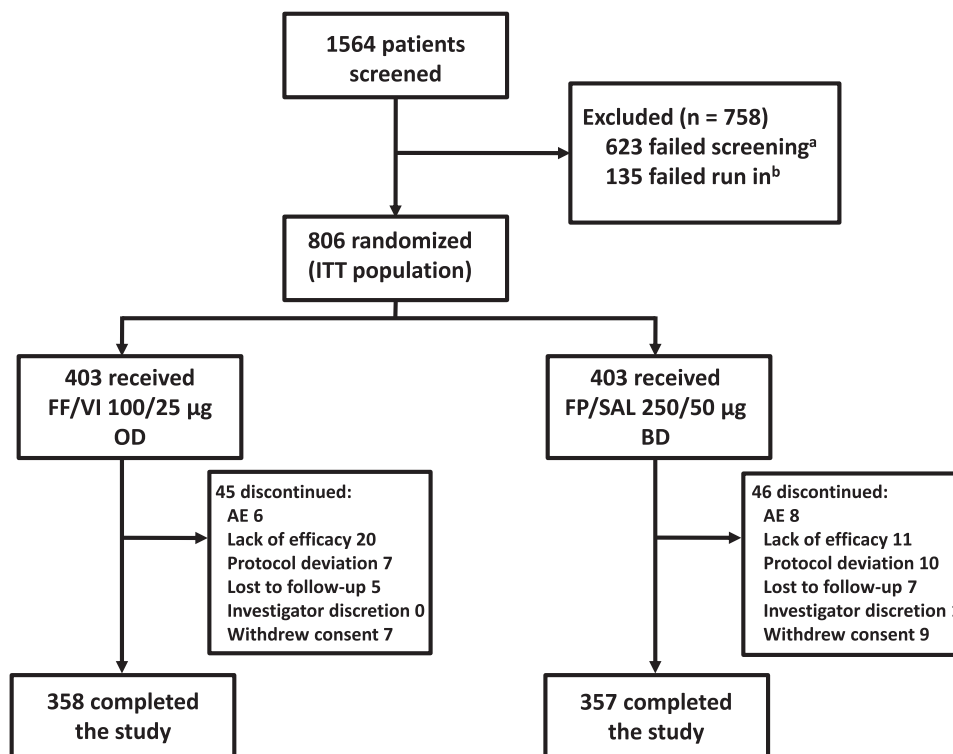 1564 patients
screened
Excluded (n = 758)
623 failed screeningᵃ
135 failed run inᵇ
806 randomized
(ITT population)
403 received
FF/VI 100/25 µg
OD
403 received
FP/SAL 250/50 µg
BD
45 discontinued:
AE 6
Lack of efficacy 20
Protocol deviation 7
Lost to follow-up 5
Investigator discretion 0
Withdrew consent 7
46 discontinued:
AE 8
Lack of efficacy 11
Protocol deviation 10
Lost to follow-up 7
Investigator discretion
Withdrew consent 9
358 completed
the study
357 completed
the study